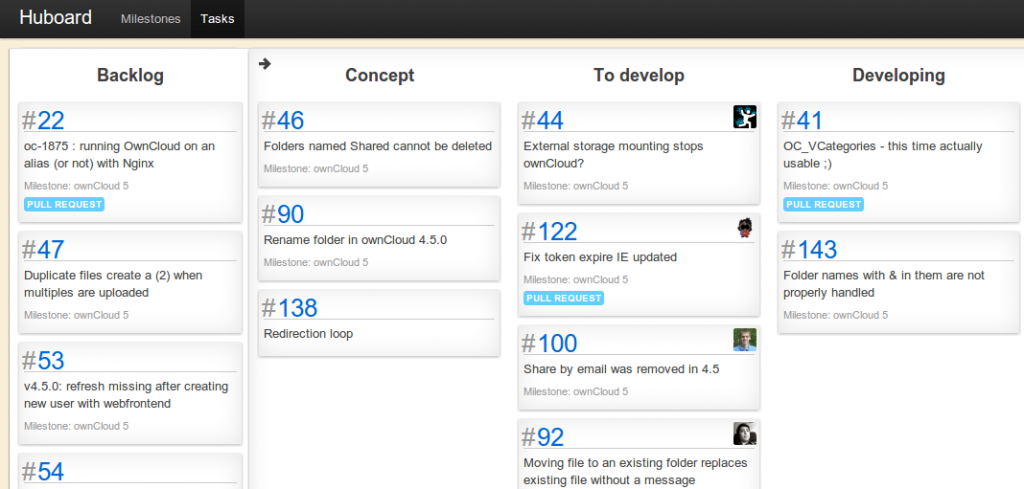 Huboard Milestones Tasks
Backlog
#22
oc-1875 : running OwnCloud on an
alias (or not) with Nginx
Milestone: ownCloud 5
PULL REQUEST
#47
Duplicate files create a (2) when
multiples are uploaded
Milestone: ownCloud 5
#53
v4.5.0: refresh missing after creating
new user with webfrontend
Milestone: ownCloud 5
#54
Concept
#46
Folders named Shared cannot be deleted
Milestone: ownCloud 5
#90
Rename folder in ownCloud 4.5.0
Milestone: ownCloud 5
#138
Redirection loop
To develop
#44
External storage mounting stops
ownCloud?
Milestone: ownCloud 5
#122
Fix token expire IE updated
Milestone: ownCloud 5
PULL REQUEST
#100
Share by email was removed in 4.5
Milestone: ownCloud 5
#92
Moving file to an existing folder replaces
existing file without a message
Developing
#41
OC_VCategories - this time actually
usable ;)
Milestone: ownCloud 5
PULL REQUEST
#143
Folder names with & in them are not
properly handled
Milestone: ownCloud 5